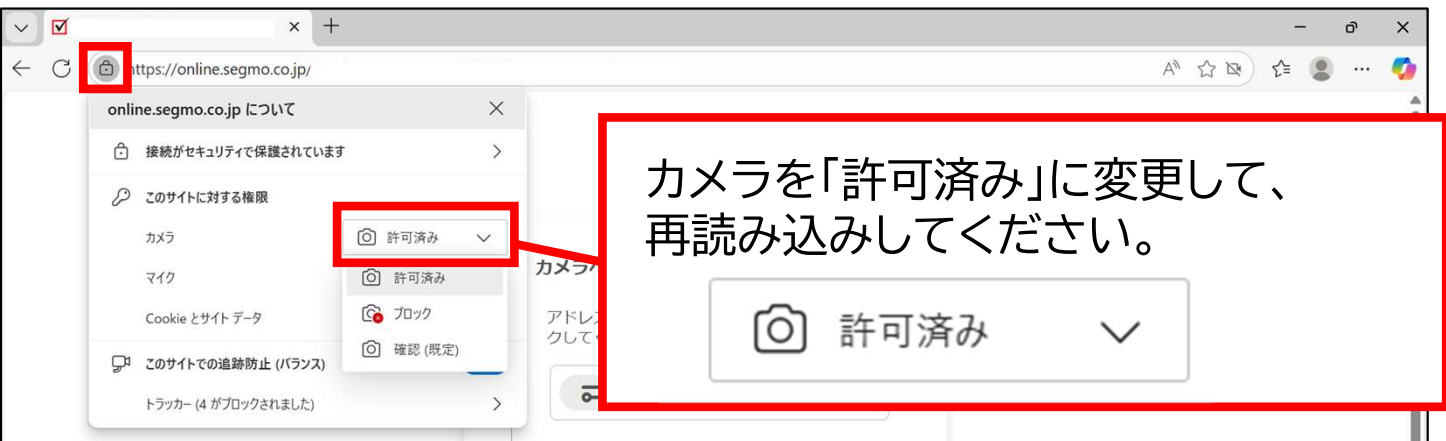 https://online.segmo.co.jp/
online.segmo.co.jp について
接続がセキュリティで保護されています
このサイトに対する権限
カメラ
許可済み
マイク
許可済み
Cookie とサイト データ
ブロック
確認 (既定)
このサイトでの追跡防止 (バランス)
トラッカー (4 がブロックされました)
カメラ
アドレス
クして
カメラを「許可済み」に変更して、
再読み込みしてください。
許可済み